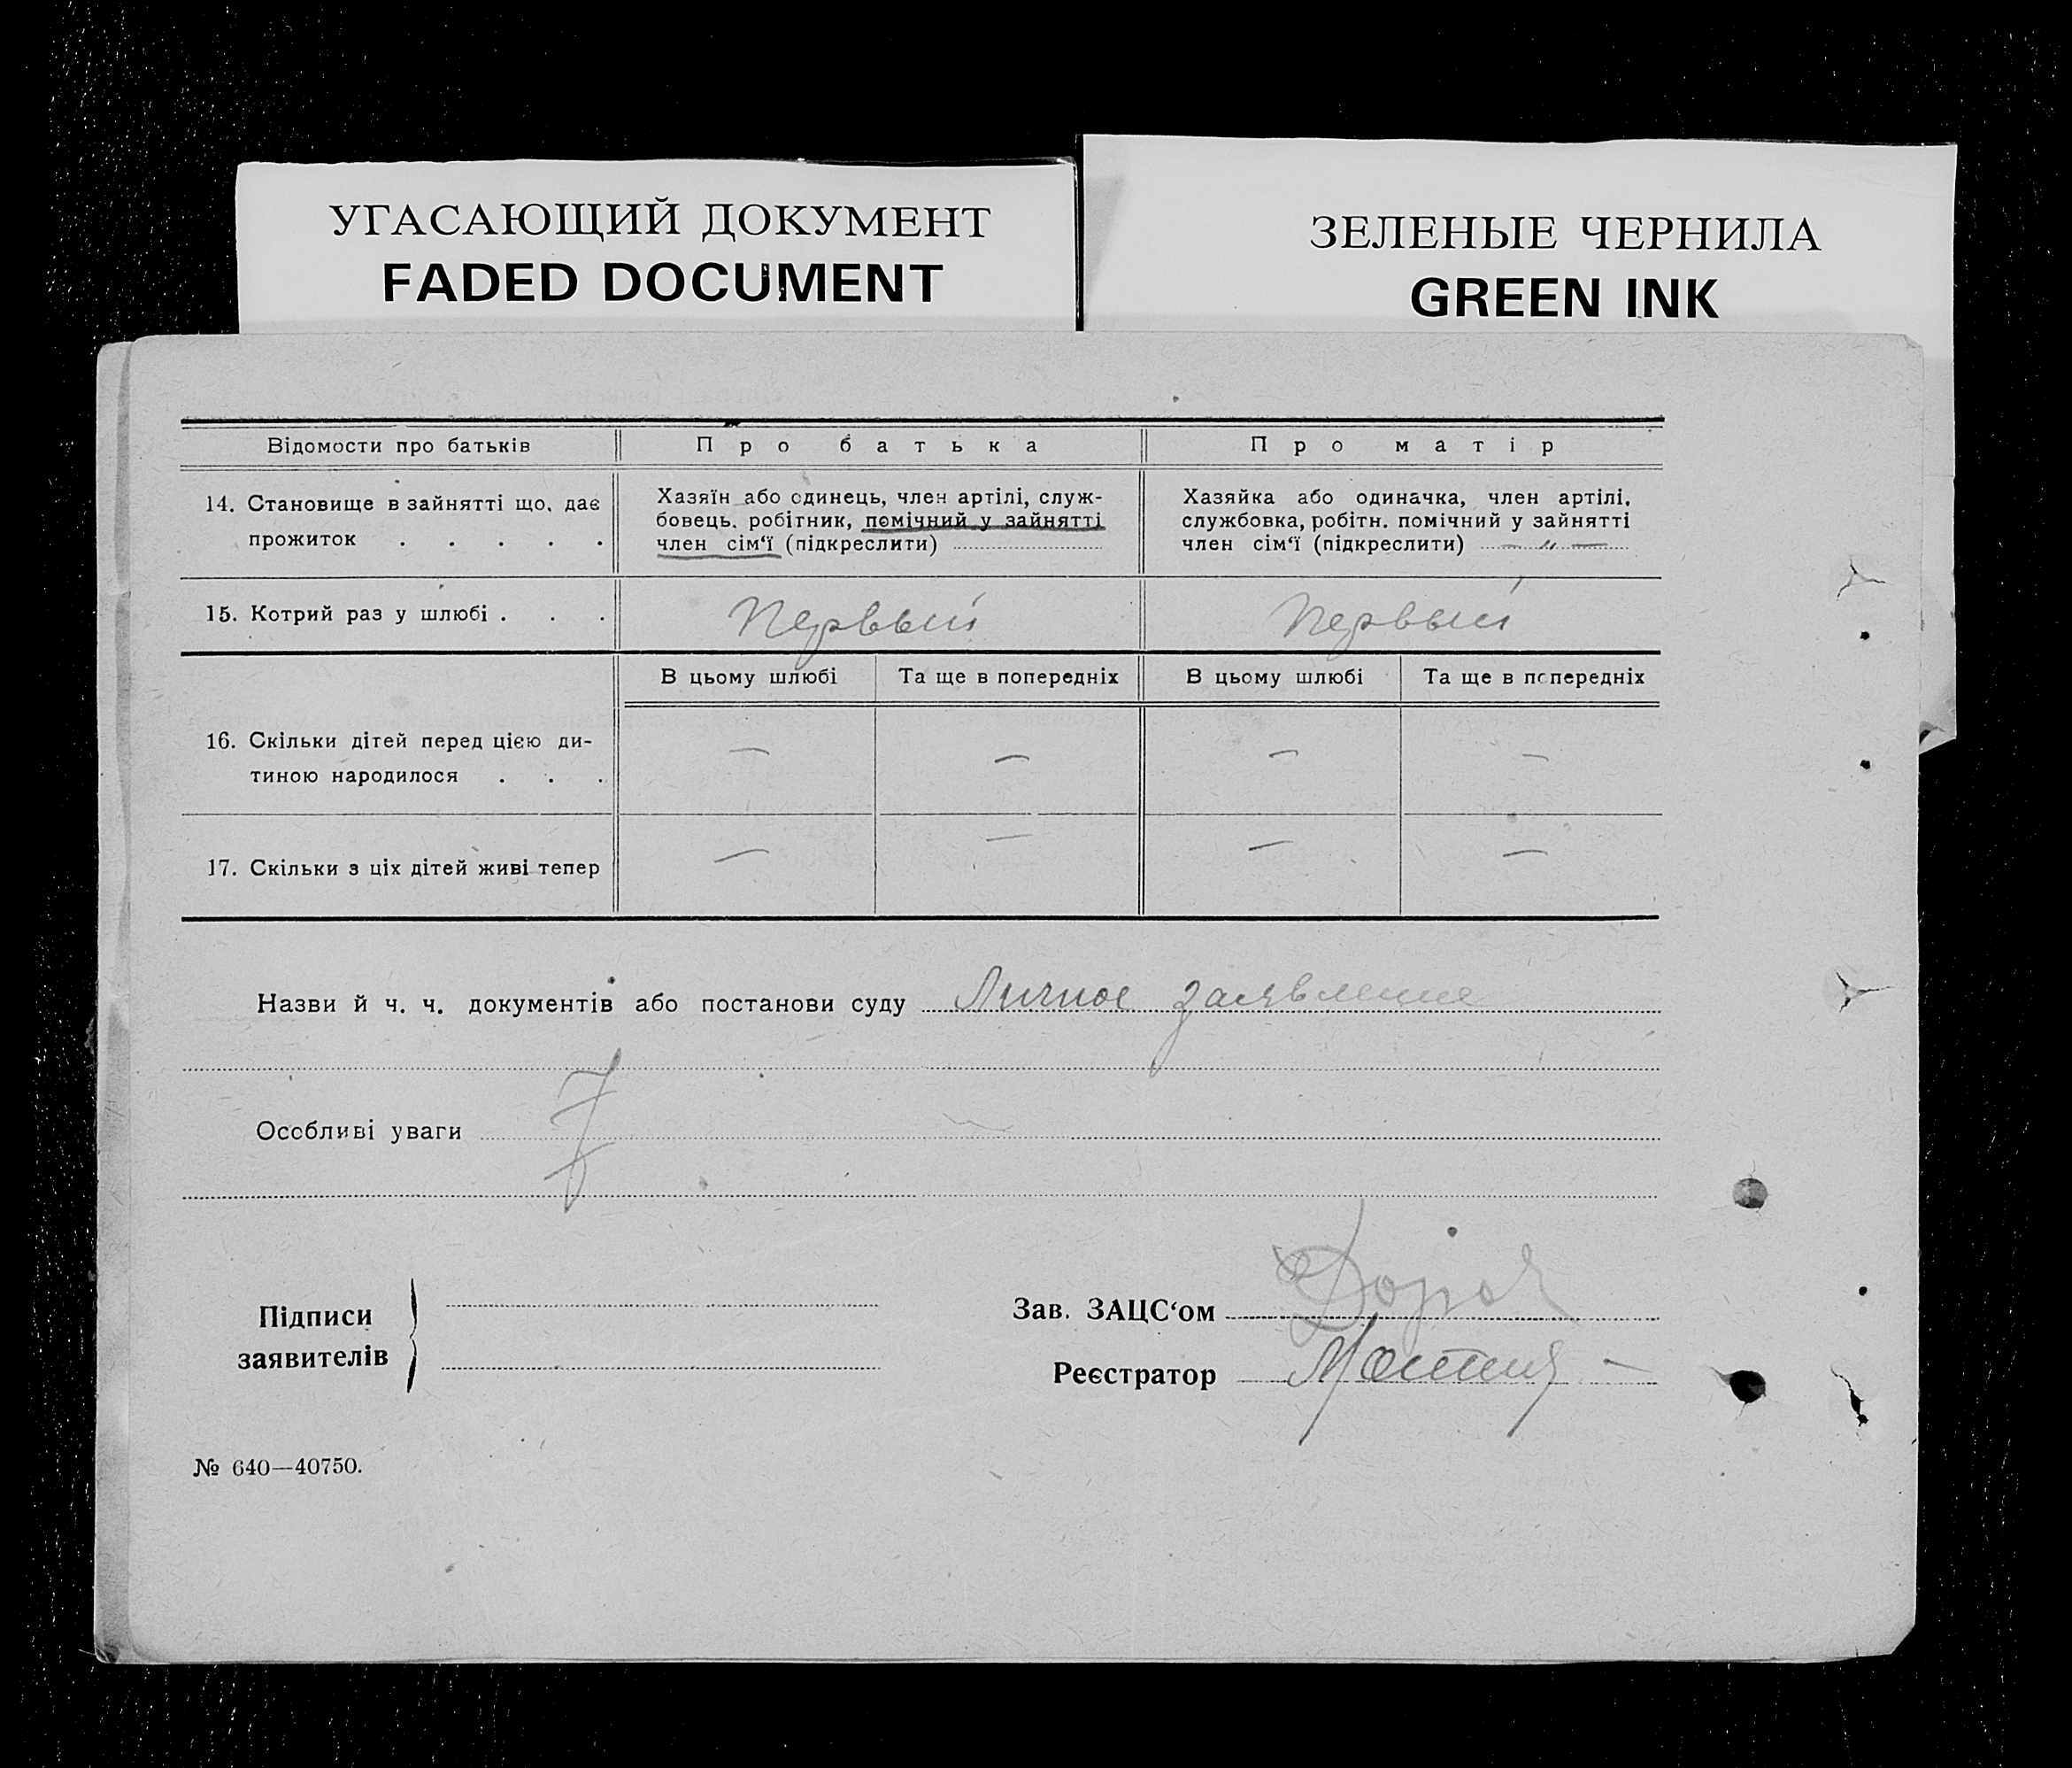 УГАСАЮЩИЙ ДОКУМЕНТ
FADED DOCUMENT
ЗЕЛЕНЫЕ ЧЕРНИЛА
GREEN INK
Відомости про батьків
Про батька
Про матір
14. Становище в зайнятті що, дає
прожиток . . . . .
Хазяїн або одинець, член артілі, служ-
бовець, робітник, помічний у зайнятті
член сім‘ї (підкреслити)
Хазяйка або одиначка, член артілі,
службовка, робітн. помічний у зайнятті
член сім‘ї (підкреслити) — „ —
15. Котрий раз у шлюбі . . .
Первый
Первый
В цьому шлюбі
Та ще в попередніх
В цьому шлюбі
Та ще в попередніх
16. Скільки дітей перед цією ди-
тиною народилося . . .
— — — —
17. Скільки з ціх дітей живі тепер
— — — —
Назви й ч. ч. документів або постанови суду Личное заявление
Особливі уваги
Підписи
заявителів
Зав. ЗАЦС‘ом
Реєстратор
№ 640—40750.